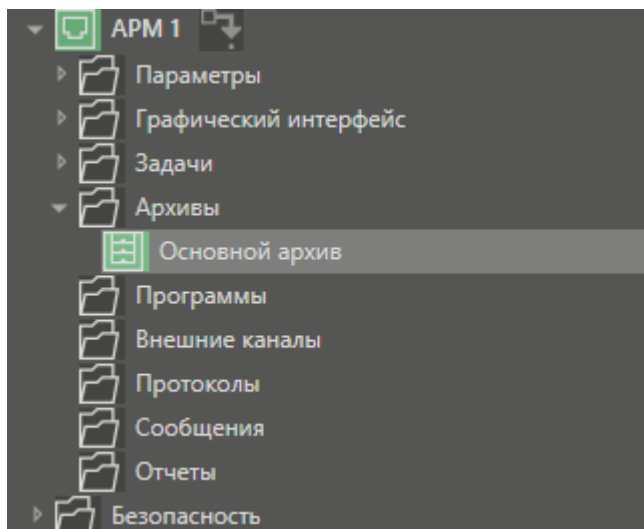 АРМ 1
Параметры
Графический интерфейс
Задачи
Архивы
Основной архив
Программы
Внешние каналы
Протоколы
Сообщения
Отчеты
Безопасность